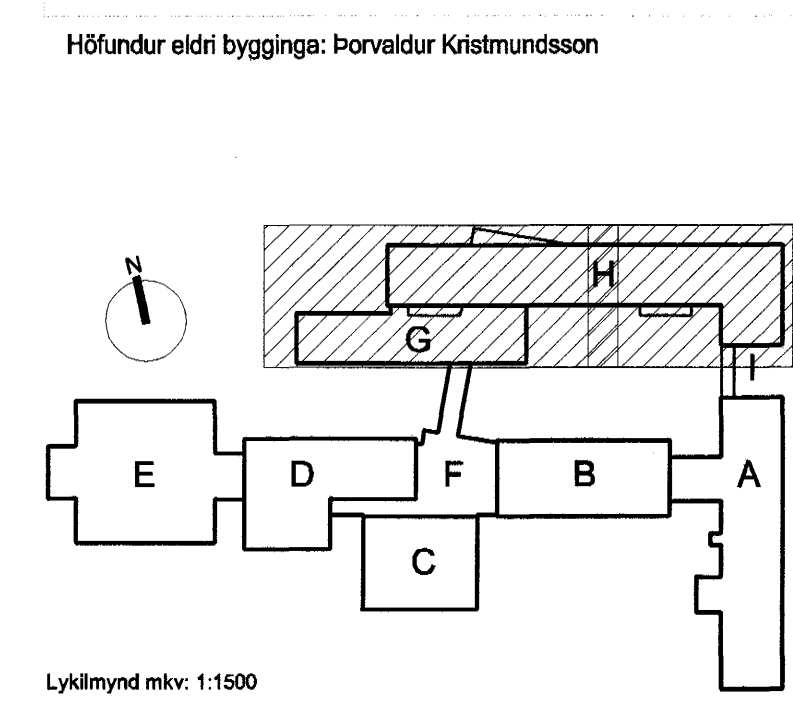 Höfundur eldri bygginga: Þorvaldur Kristmundsson
N
H
G
I
E
D
F
B
A
C
Lykilmynd mkv: 1:1500